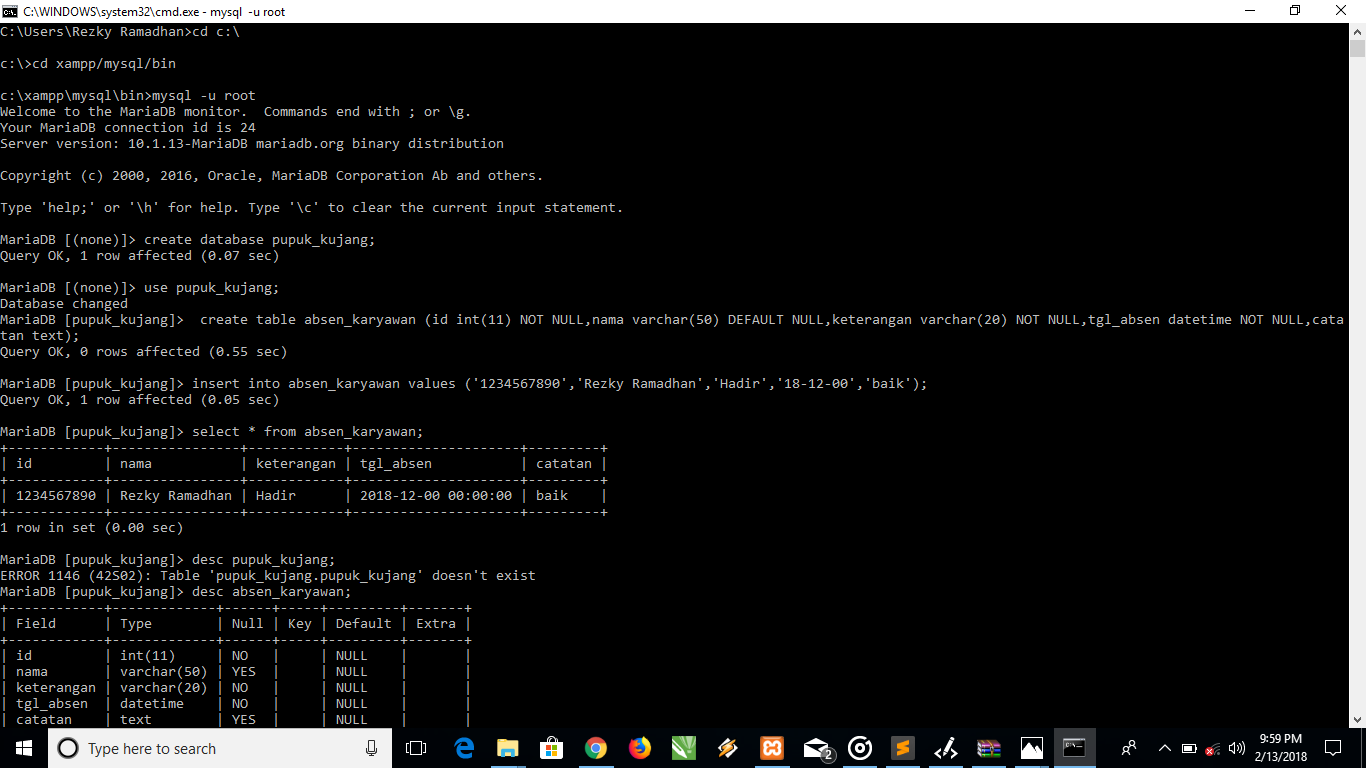 C:\WINDOWS\system32\cmd.exe - mysql  -u root
C:\Users\Rezky Ramadhan>cd c:\
c:\>cd xampp/mysql/bin
c:\xampp\mysql\bin>mysql -u root
Welcome to the MariaDB monitor.  Commands end with ; or \g.
Your MariaDB connection id is 24
Server version: 10.1.13-MariaDB mariadb.org binary distribution
Copyright (c) 2000, 2016, Oracle, MariaDB Corporation Ab and others.
Type 'help;' or '\h' for help. Type '\c' to clear the current input statement.
MariaDB [(none)]> create database pupuk_kujang;
Query OK, 1 row affected (0.07 sec)
MariaDB [(none)]> use pupuk_kujang;
Database changed
MariaDB [pupuk_kujang]>  create table absen_karyawan (id int(11) NOT NULL,nama varchar(50) DEFAULT NULL,keterangan varchar(20) NOT NULL,tgl_absen datetime NOT NULL,cata
tan text);
Query OK, 0 rows affected (0.55 sec)
MariaDB [pupuk_kujang]> insert into absen_karyawan values ('1234567890','Rezky Ramadhan','Hadir','18-12-00','baik');
Query OK, 1 row affected (0.05 sec)
MariaDB [pupuk_kujang]> select * from absen_karyawan;
+------------+----------------+------------+---------------------+---------+
| id         | nama           | keterangan | tgl_absen           | catatan |
+------------+----------------+------------+---------------------+---------+
| 1234567890 | Rezky Ramadhan | Hadir      | 2018-12-00 00:00:00 | baik    |
+------------+----------------+------------+---------------------+---------+
1 row in set (0.00 sec)
MariaDB [pupuk_kujang]> desc pupuk_kujang;
ERROR 1146 (42S02): Table 'pupuk_kujang.pupuk_kujang' doesn't exist
MariaDB [pupuk_kujang]> desc absen_karyawan;
+------------+-------------+------+-----+---------+-------+
| Field      | Type        | Null | Key | Default | Extra |
+------------+-------------+------+-----+---------+-------+
| id         | int(11)     | NO   |     | NULL    |       |
| nama       | varchar(50) | YES  |     | NULL    |       |
| keterangan | varchar(20) | NO   |     | NULL    |       |
| tgl_absen  | datetime    | NO   |     | NULL    |       |
| catatan    | text        | YES  |     | NULL    |       |
Type here to search
2
9:59 PM
2/13/2018